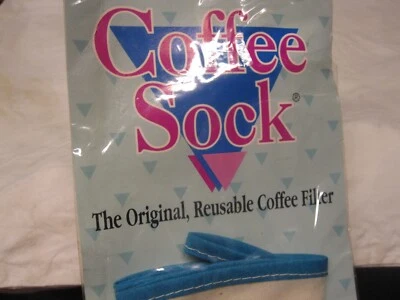 Coffee
Sock®
The Original, Reusable Coffee Filter